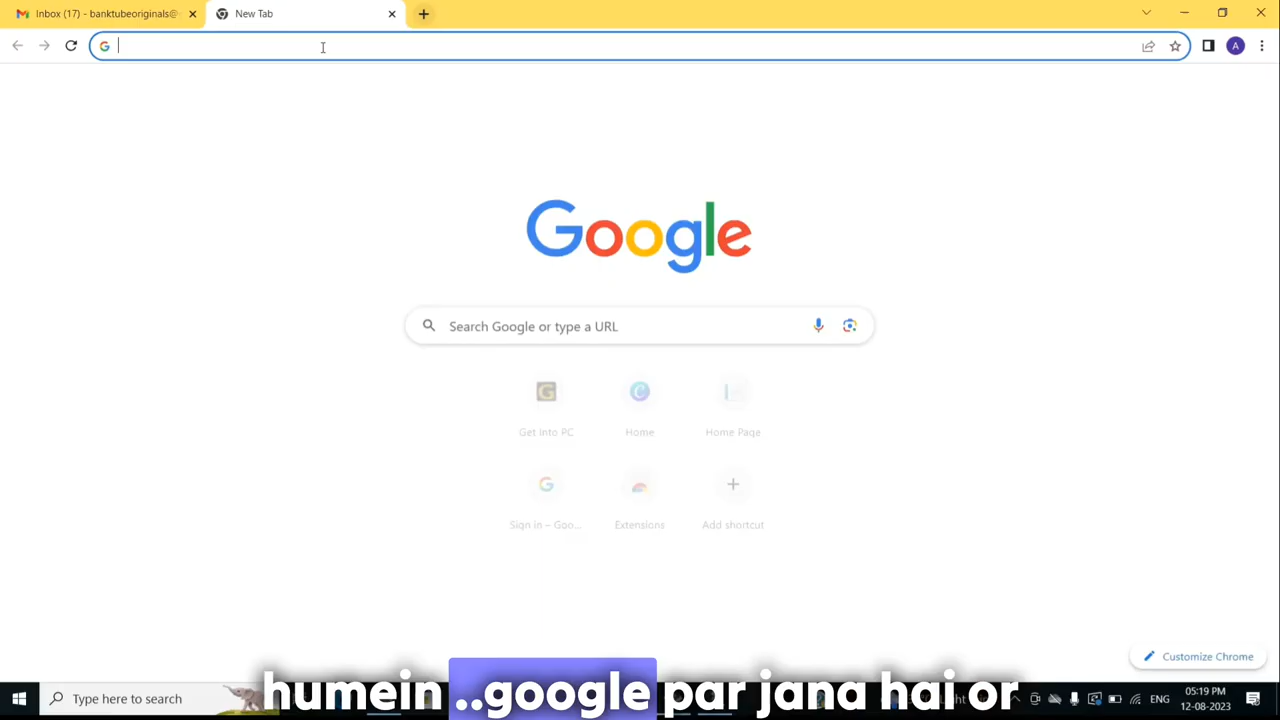 Inbox (17) - banktubeoriginals@
New Tab
Google
Search Google or type a URL
Get Into PC
Home
Home Page
Sign in – Goo...
Extensions
Add shortcut
Customize Chrome
humein ..google par jana hai or
Type here to search
ENG
05:19 PM
12-08-2023
A